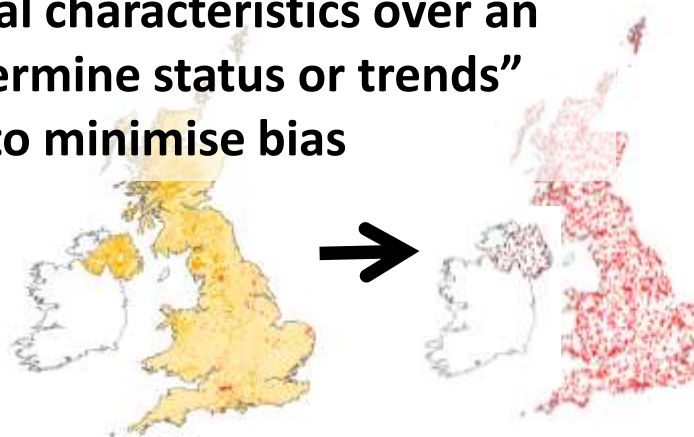 al characteristics over an
ermine status or trends”
to minimise bias